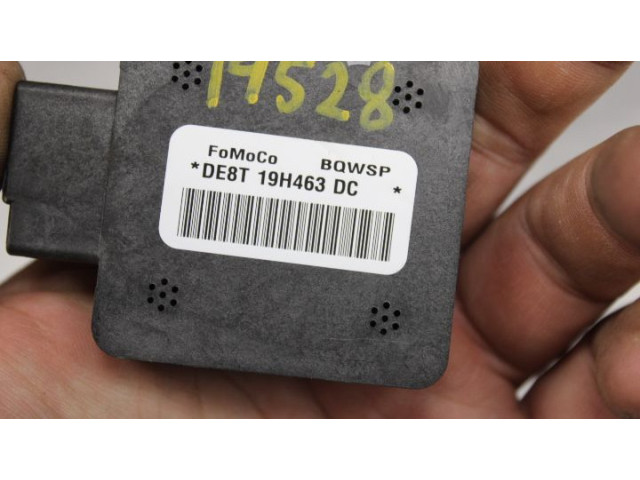 14528
FoMoCo BQWSP
*DE8T 19H463 DC *